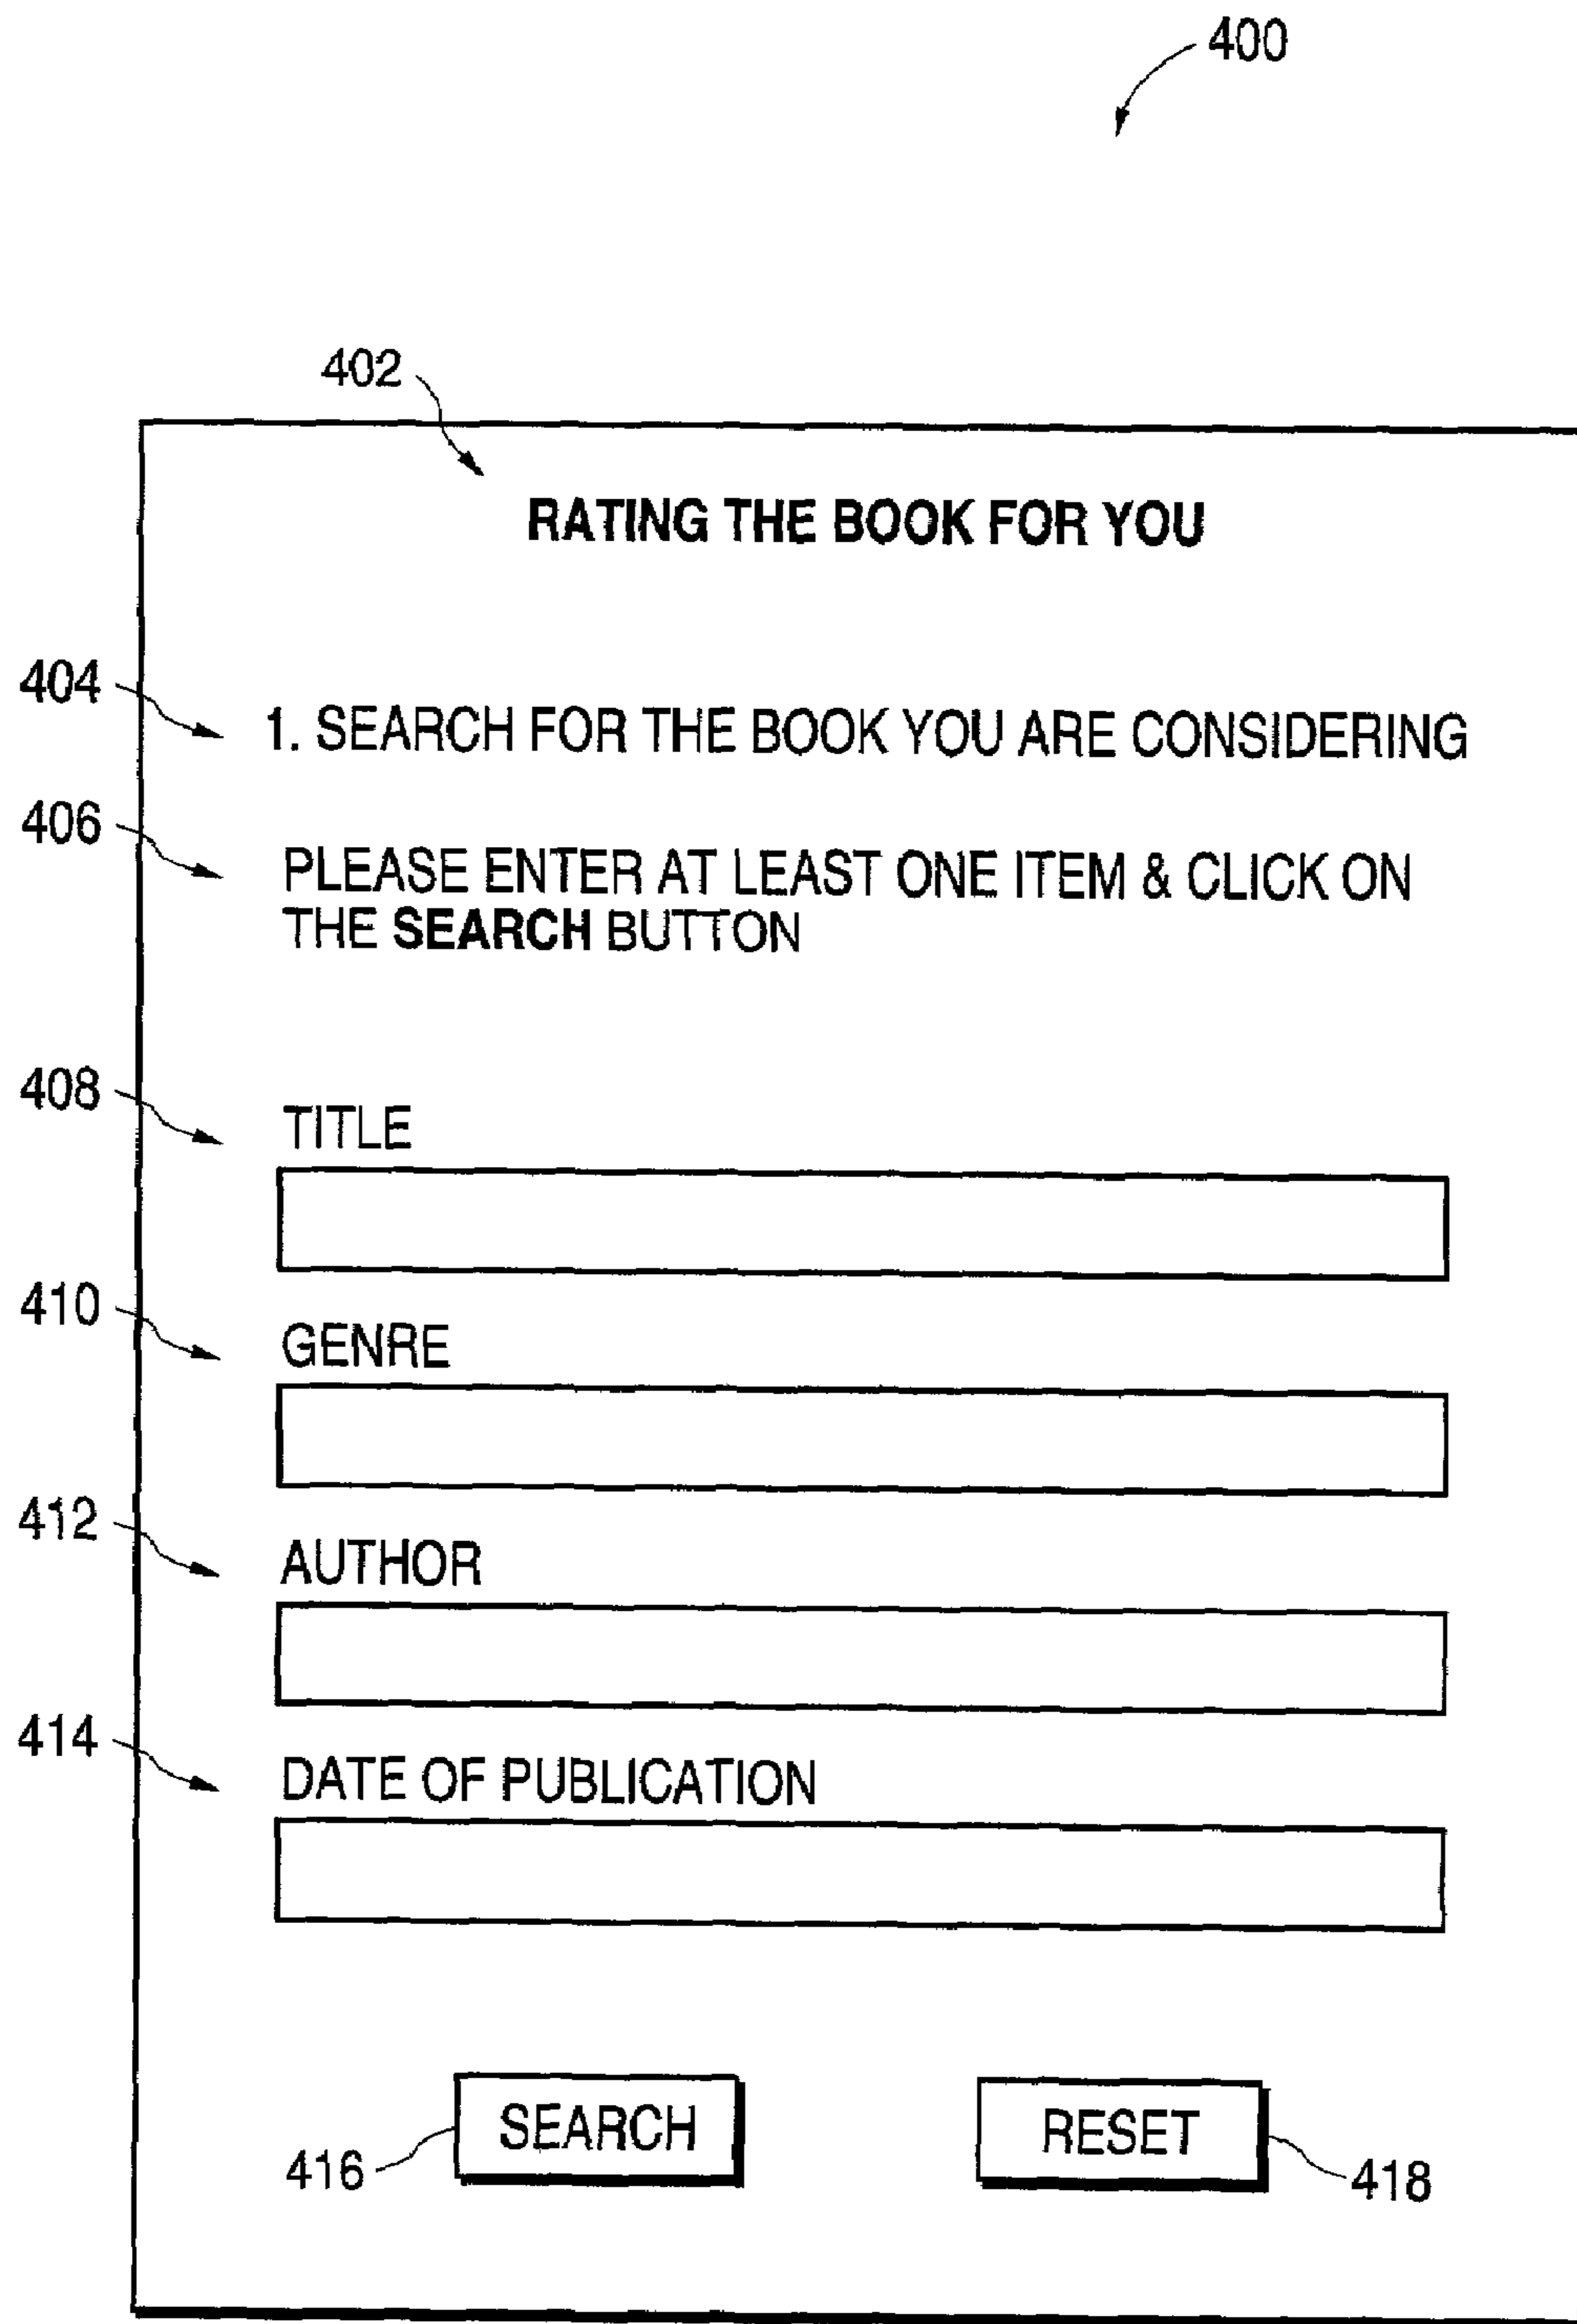 400
402
RATING THE BOOK FOR YOU
404
1. SEARCH FOR THE BOOK YOU ARE CONSIDERING
406
PLEASE ENTER AT LEAST ONE ITEM & CLICK ON
THE SEARCH BUTTON
408
TITLE
410
GENRE
412
AUTHOR
414
DATE OF PUBLICATION
SEARCH
RESET
416
418